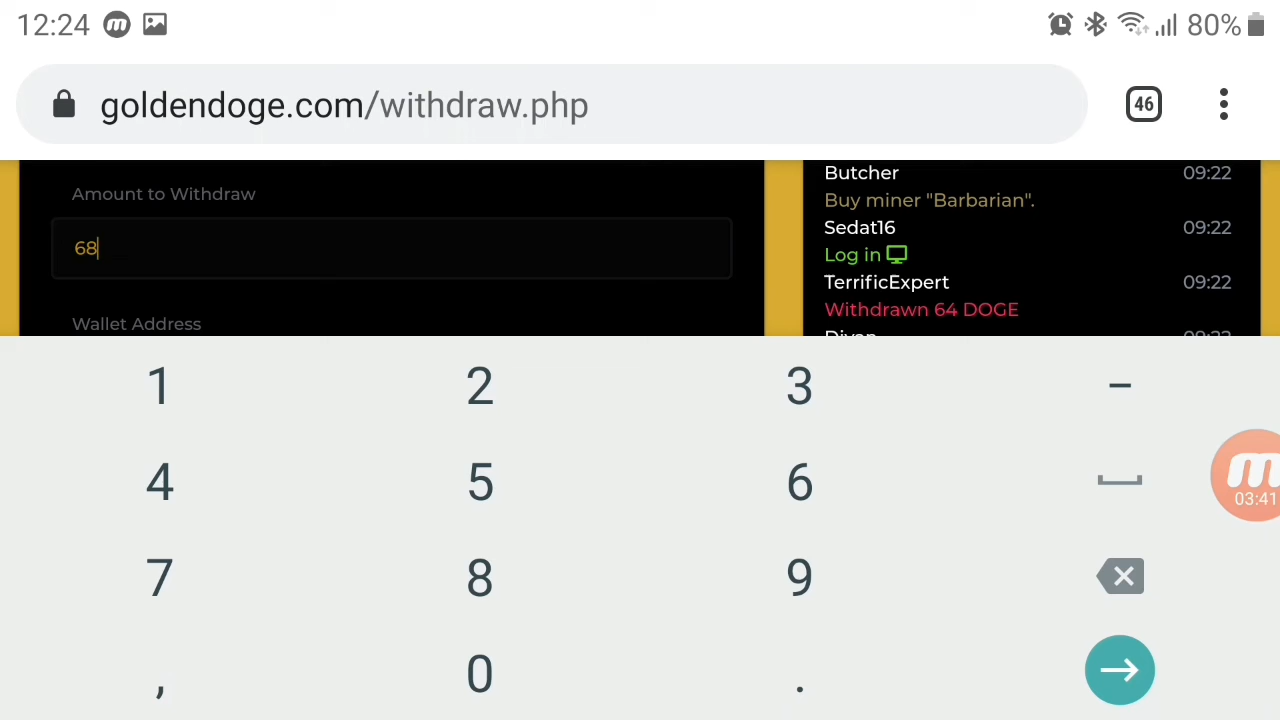 12:24
80%
goldendoge.com/withdraw.php
46
Amount to Withdraw
68
Wallet Address
Butcher 09:22
Buy miner "Barbarian".
Sedat16 09:22
Log in
TerrificExpert 09:22
Withdrawn 64 DOGE
1 2 3 –
4 5 6
7 8 9
, 0 .
03:41